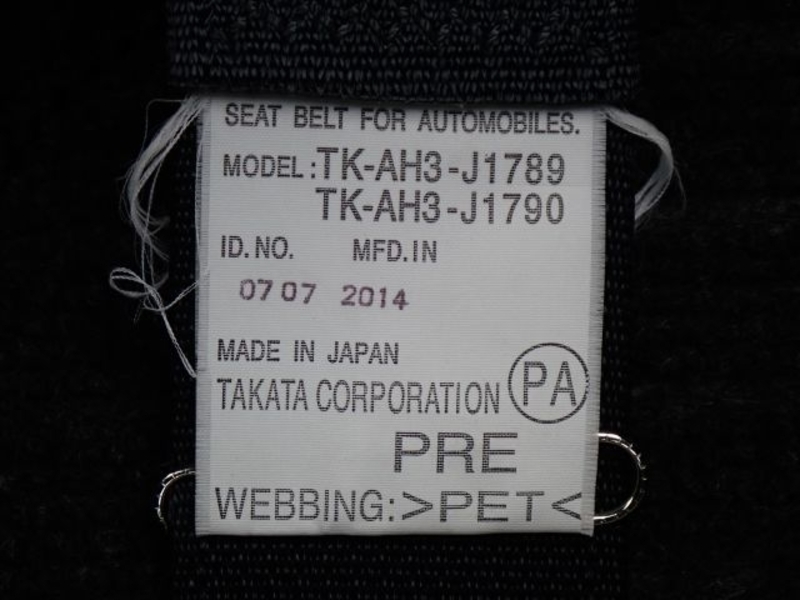 SEAT BELT FOR AUTOMOBILES.
MODEL:TK-AH3-J1789
TK-AH3-J1790
ID.NO. MFD.IN
07 07 2014
MADE IN JAPAN
TAKATA CORPORATION PA
PRE
WEBBING:>PET<